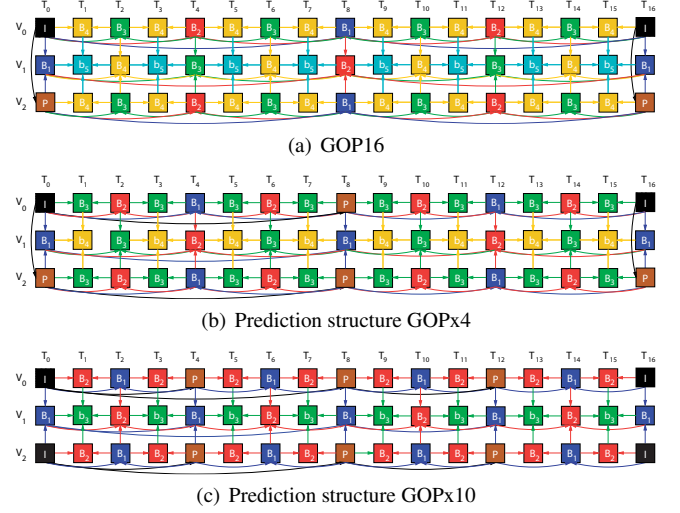 T0 T1 T2 T3 T4 T5 T6 T7 T8 T9 T10 T11 T12 T13 T14 T15 T16
V0 I B4 B3 B4 B2 B4 B3 B4 B1 B4 B3 B4 B2 B4 B3 B4 I
V1 B1 b5 B4 b5 B3 b5 B4 b5 B2 b5 B4 b5 B3 b5 B4 b5 B1
V2 P B4 B3 B4 B2 B4 B3 B4 B1 B4 B3 B4 B2 B4 B3 B4 P
(a) GOP16
T0 T1 T2 T3 T4 T5 T6 T7 T8 T9 T10 T11 T12 T13 T14 T15 T16
V0 I B3 B2 B3 B1 B3 B2 B3 P B3 B2 B3 B1 B3 B2 B3 I
V1 B1 b4 B3 b4 B2 b4 B3 b4 B1 b4 B3 b4 B2 b4 B3 b4 B1
V2 P B3 B2 B3 B1 B3 B2 B3 P B3 B2 B3 B1 B3 B2 B3 P
(b) Prediction structure GOPx4
T0 T1 T2 T3 T4 T5 T6 T7 T8 T9 T10 T11 T12 T13 T14 T15 T16
V0 I B2 B1 B2 P B2 B1 B2 P B2 B1 B2 P B2 B1 B2 I
V1 B1 b3 B2 b3 B1 b3 B2 b3 B1 b3 B2 b3 B1 b3 B2 b3 B1
V2 I B2 B1 B2 P B2 B1 B2 P B2 B1 B2 P B2 B1 B2 I
(c) Prediction structure GOPx10